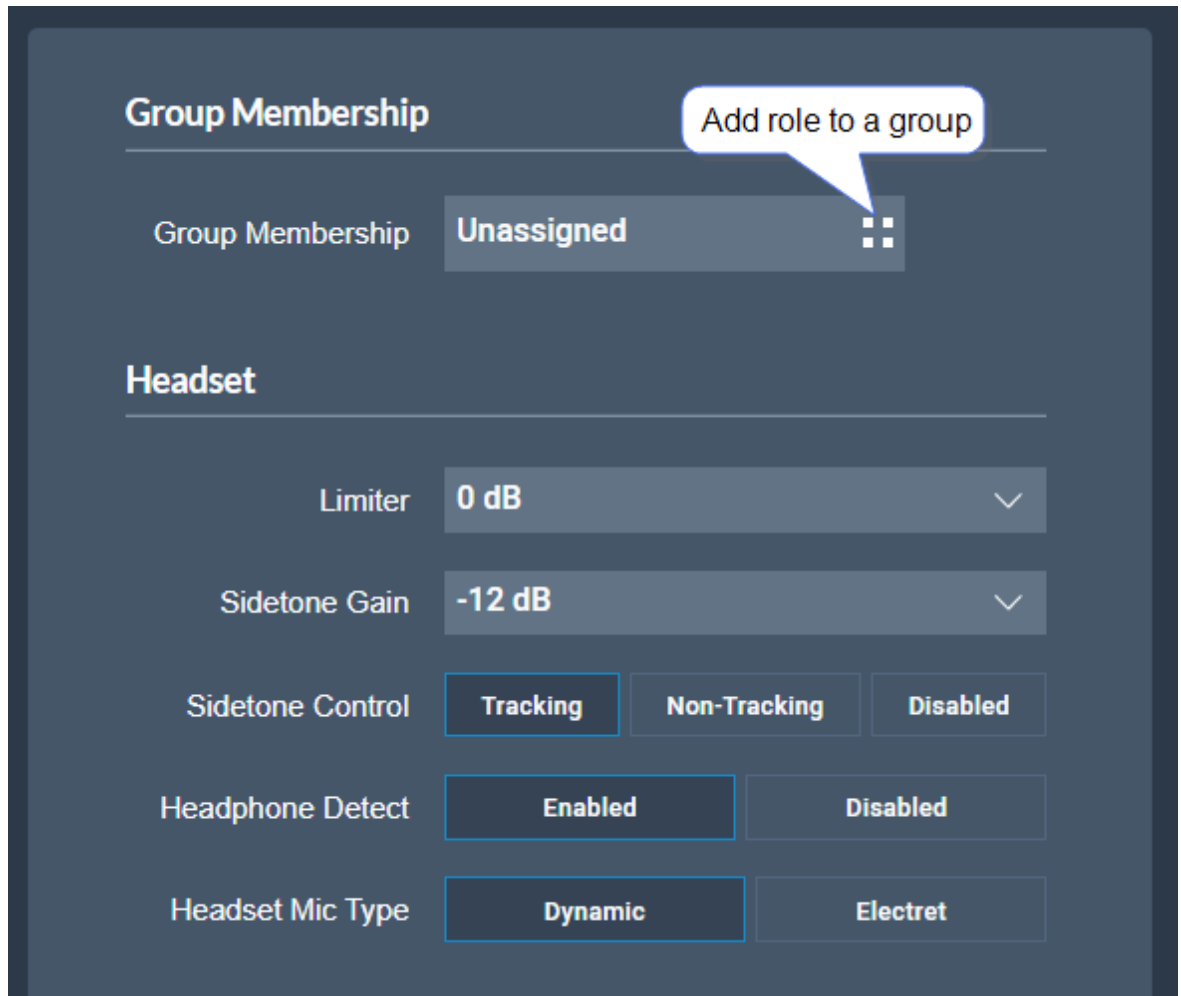 Group Membership
Add role to a group
Group Membership Unassigned
Headset
Limiter 0 dB
Sidetone Gain -12 dB
Sidetone Control Tracking Non-Tracking Disabled
Headphone Detect Enabled Disabled
Headset Mic Type Dynamic Electret